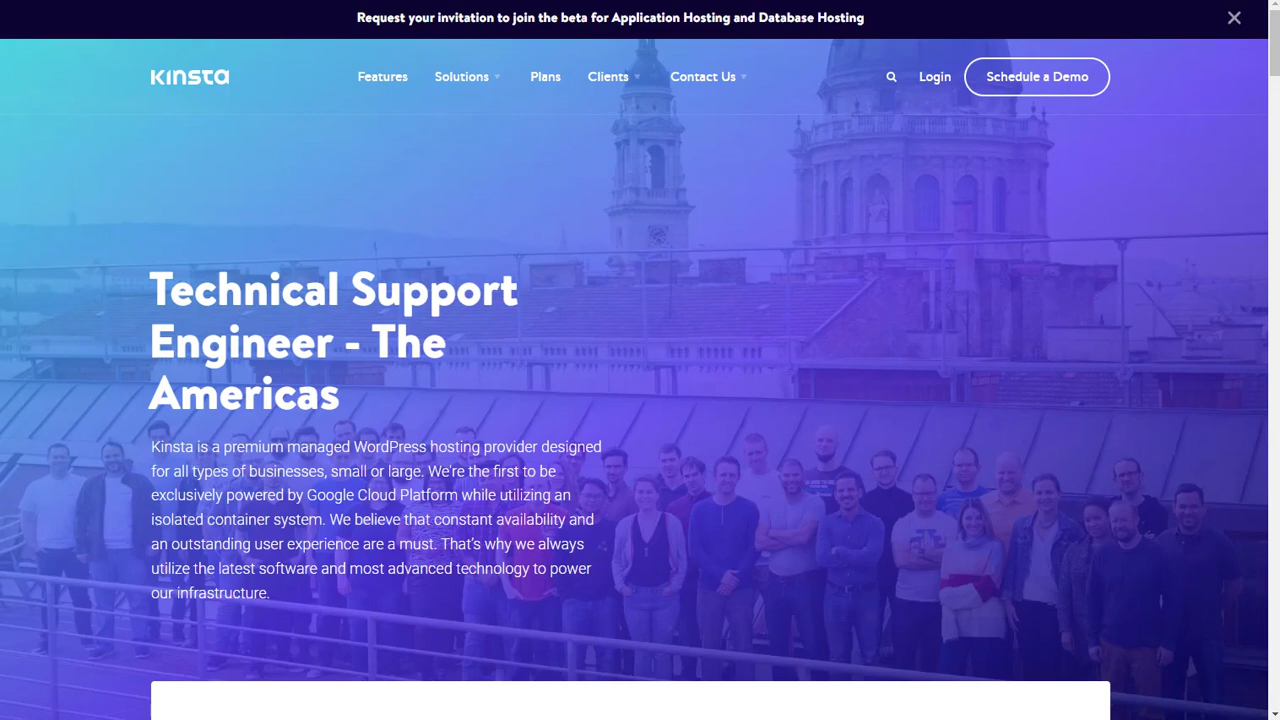 Request your invitation to join the beta for Application Hosting and Database Hosting
KINSTA
Features
Solutions
Plans
Clients
Contact Us
Login
Schedule a Demo
Technical Support
Engineer - The
Americas
Kinsta is a premium managed WordPress hosting provider designed
for all types of businesses, small or large. We're the first to be
exclusively powered by Google Cloud Platform while utilizing an
isolated container system. We believe that constant availability and
an outstanding user experience are a must. That’s why we always
utilize the latest software and most advanced technology to power
our infrastructure.